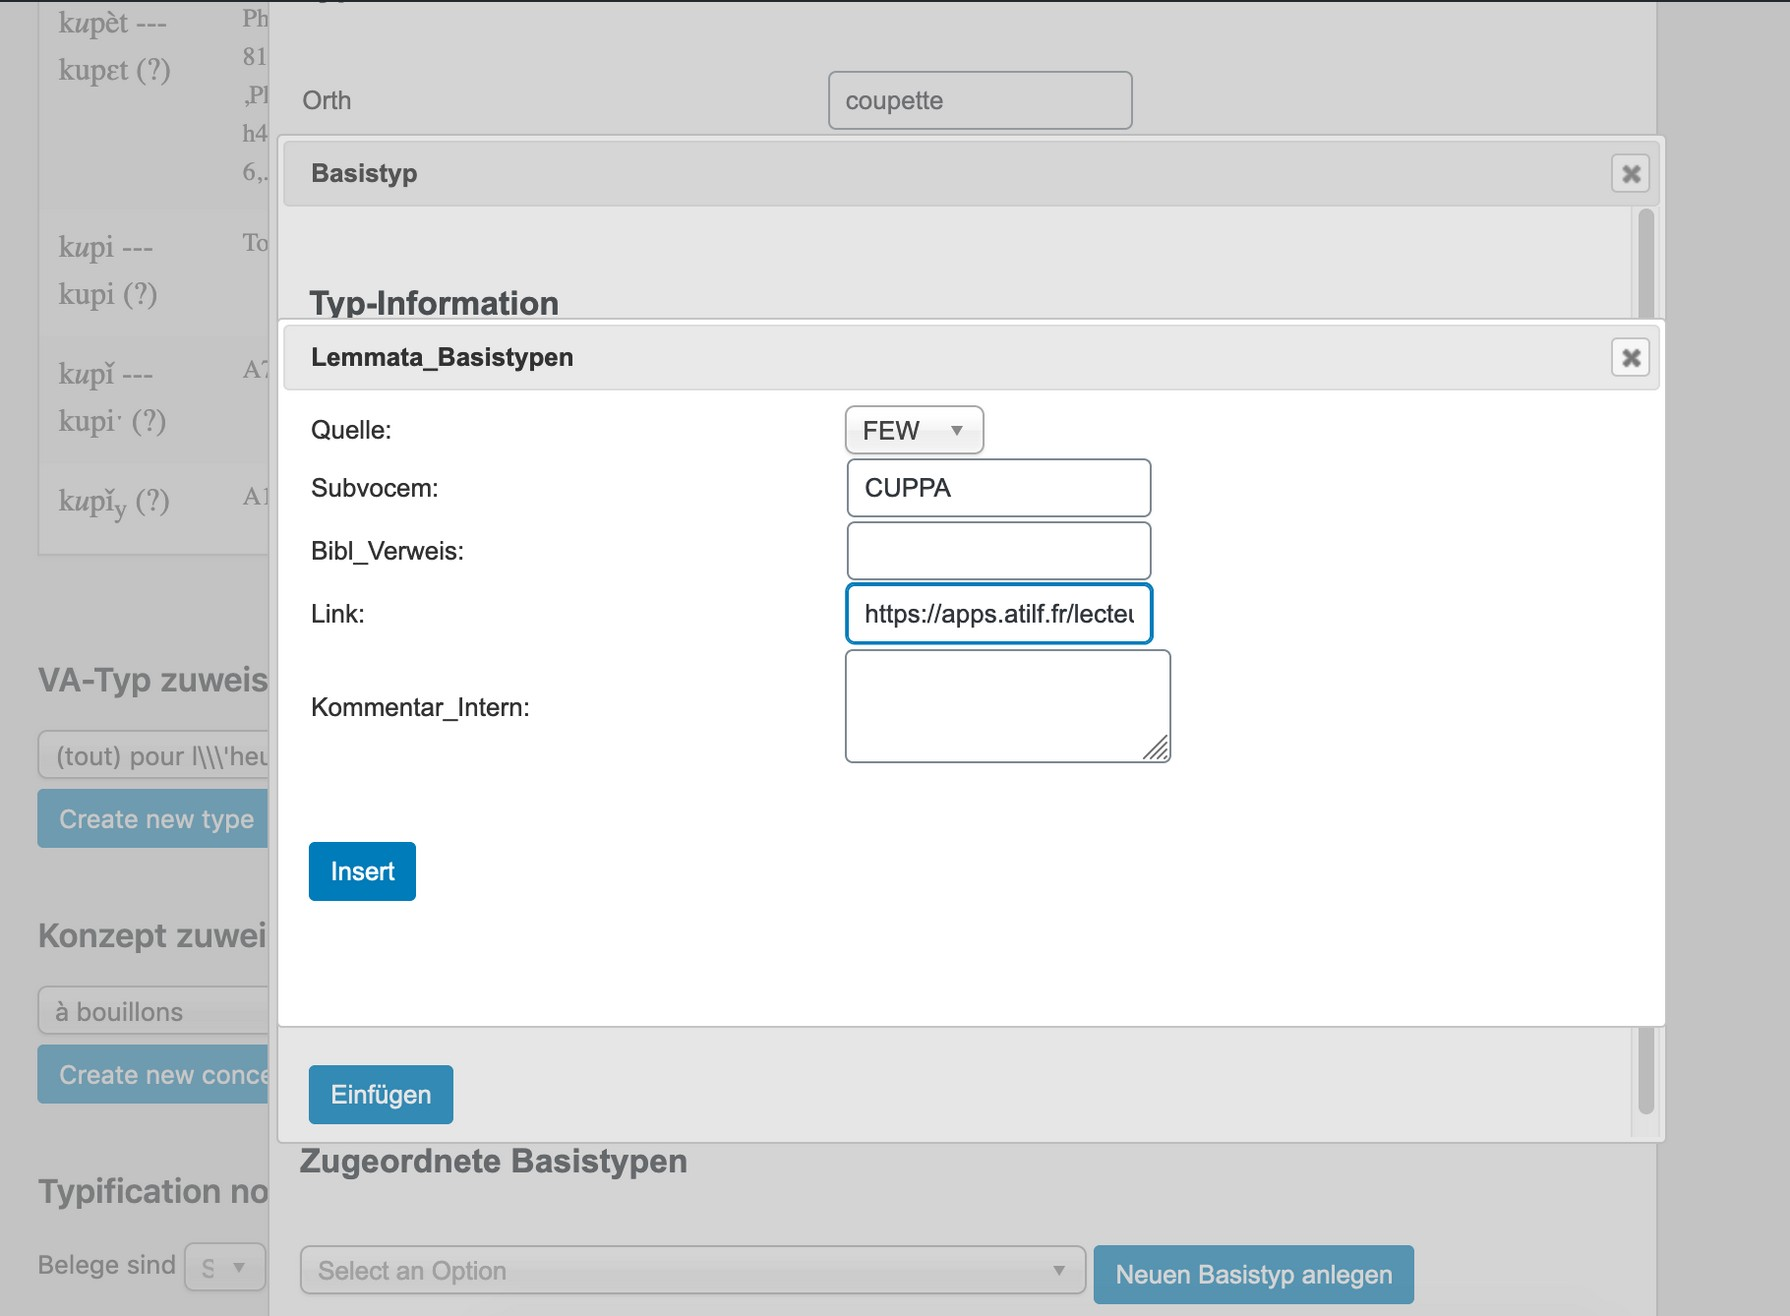 kupèt ---
kupɛt (?)
Ph
81
,Pl
h4
6,.
kupi ---
kupi (?)
To
kupǐ ---
kupiˑ (?)
A7
kupǐy (?)
A1
VA-Typ zuweis
(tout) pour l\\\'heu
Create new type
Konzept zuwei
à bouillons
Create new conce
Typification no
Belege sind S
Orth
coupette
Basistyp
Typ-Information
Lemmata_Basistypen
Quelle: FEW
Subvocem: CUPPA
Bibl_Verweis:
Link: https://apps.atilf.fr/lecteu
Kommentar_Intern:
Insert
Einfügen
Zugeordnete Basistypen
Select an Option
Neuen Basistyp anlegen